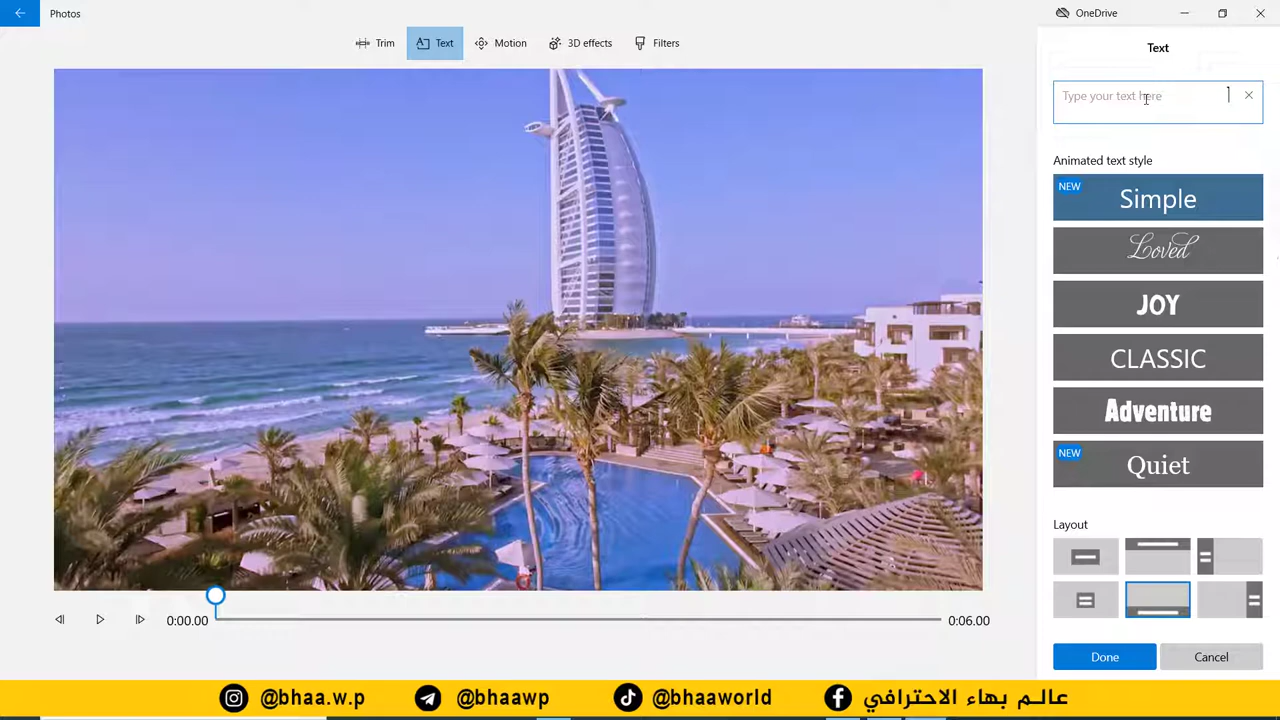 Photos
OneDrive
Trim
Text
Motion
3D effects
Filters
Text
Type your text here
Animated text style
NEW
Simple
Loved
JOY
CLASSIC
Adventure
NEW
Quiet
Layout
0:00.00
0:06.00
Done
Cancel
@bhaa.w.p
@bhaawp
@bhaaworld
عالم بهاء الاحترافي